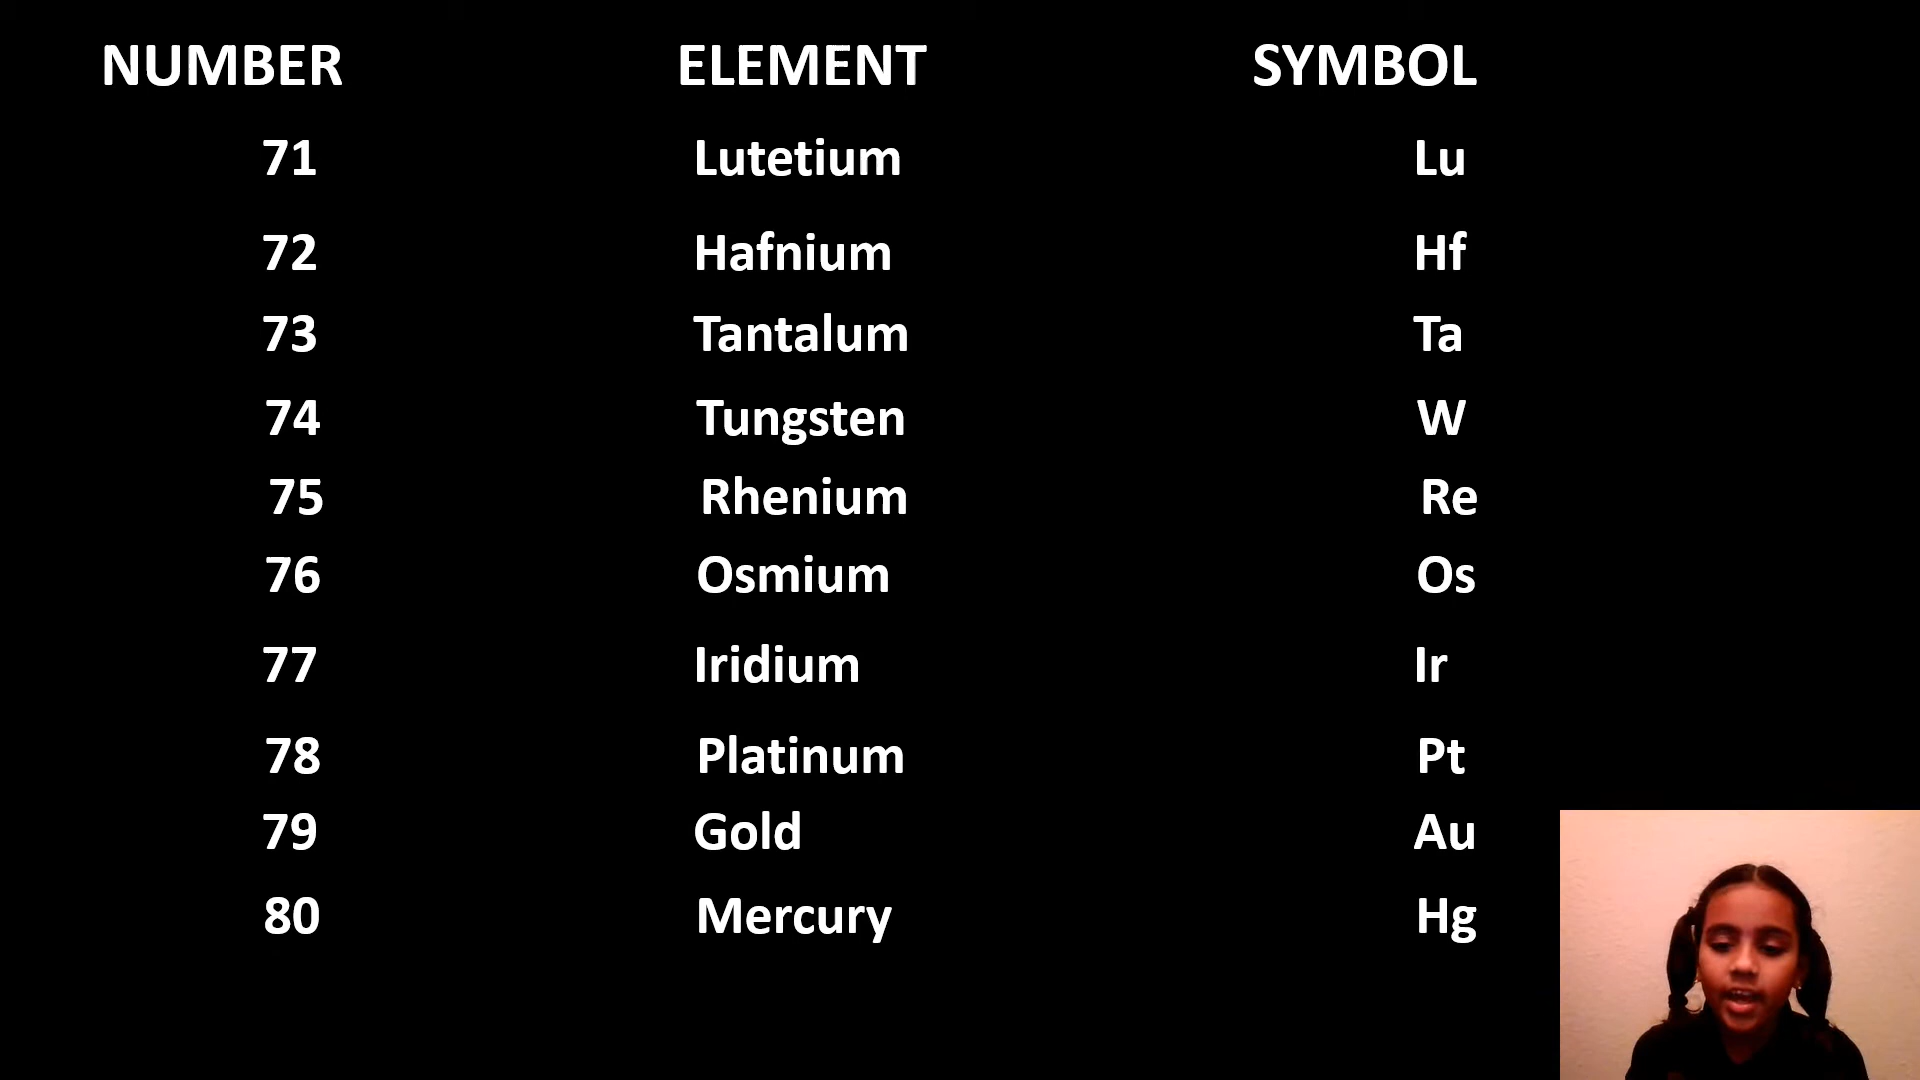 NUMBER ELEMENT SYMBOL
71 Lutetium Lu
72 Hafnium Hf
73 Tantalum Ta
74 Tungsten W
75 Rhenium Re
76 Osmium Os
77 Iridium Ir
78 Platinum Pt
79 Gold Au
80 Mercury Hg